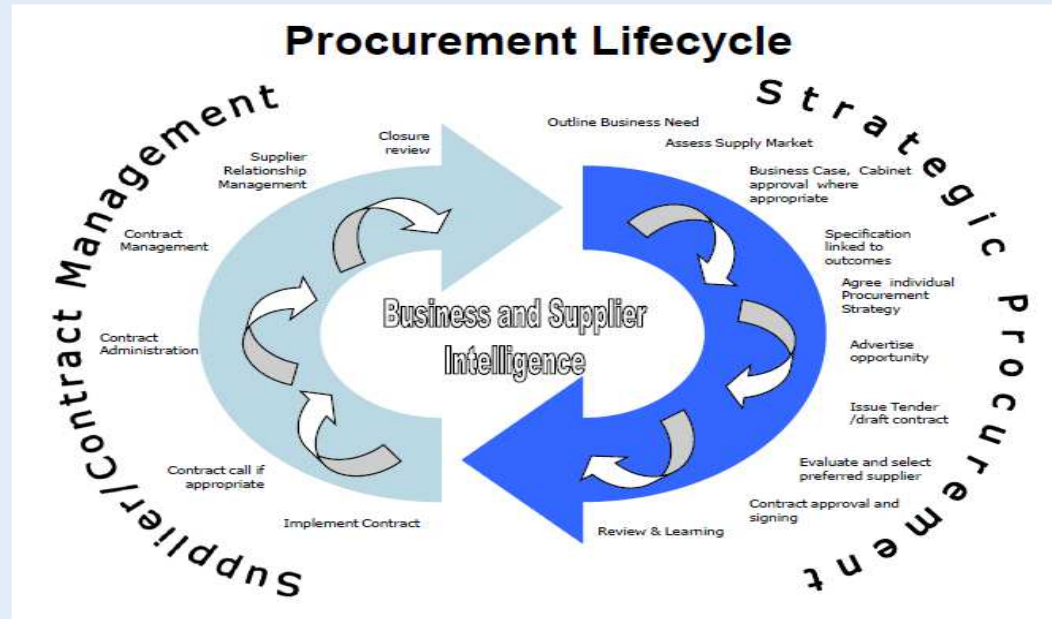 Procurement Lifecycle
Supplier/Contract Management
Strategic Procurement
Outline Business Need
Assess Supply Market
Business Case, Cabinet
approval where
appropriate
Specification
linked to
outcomes
Agree individual
Procurement
Strategy
Advertise
opportunity
Issue Tender
/draft contract
Evaluate and select
preferred supplier
Contract approval and
signing
Review & Learning
Implement Contract
Contract call if
appropriate
Contract
Administration
Contract
Management
Supplier
Relationship
Management
Closure
review
Business and Supplier
Intelligence